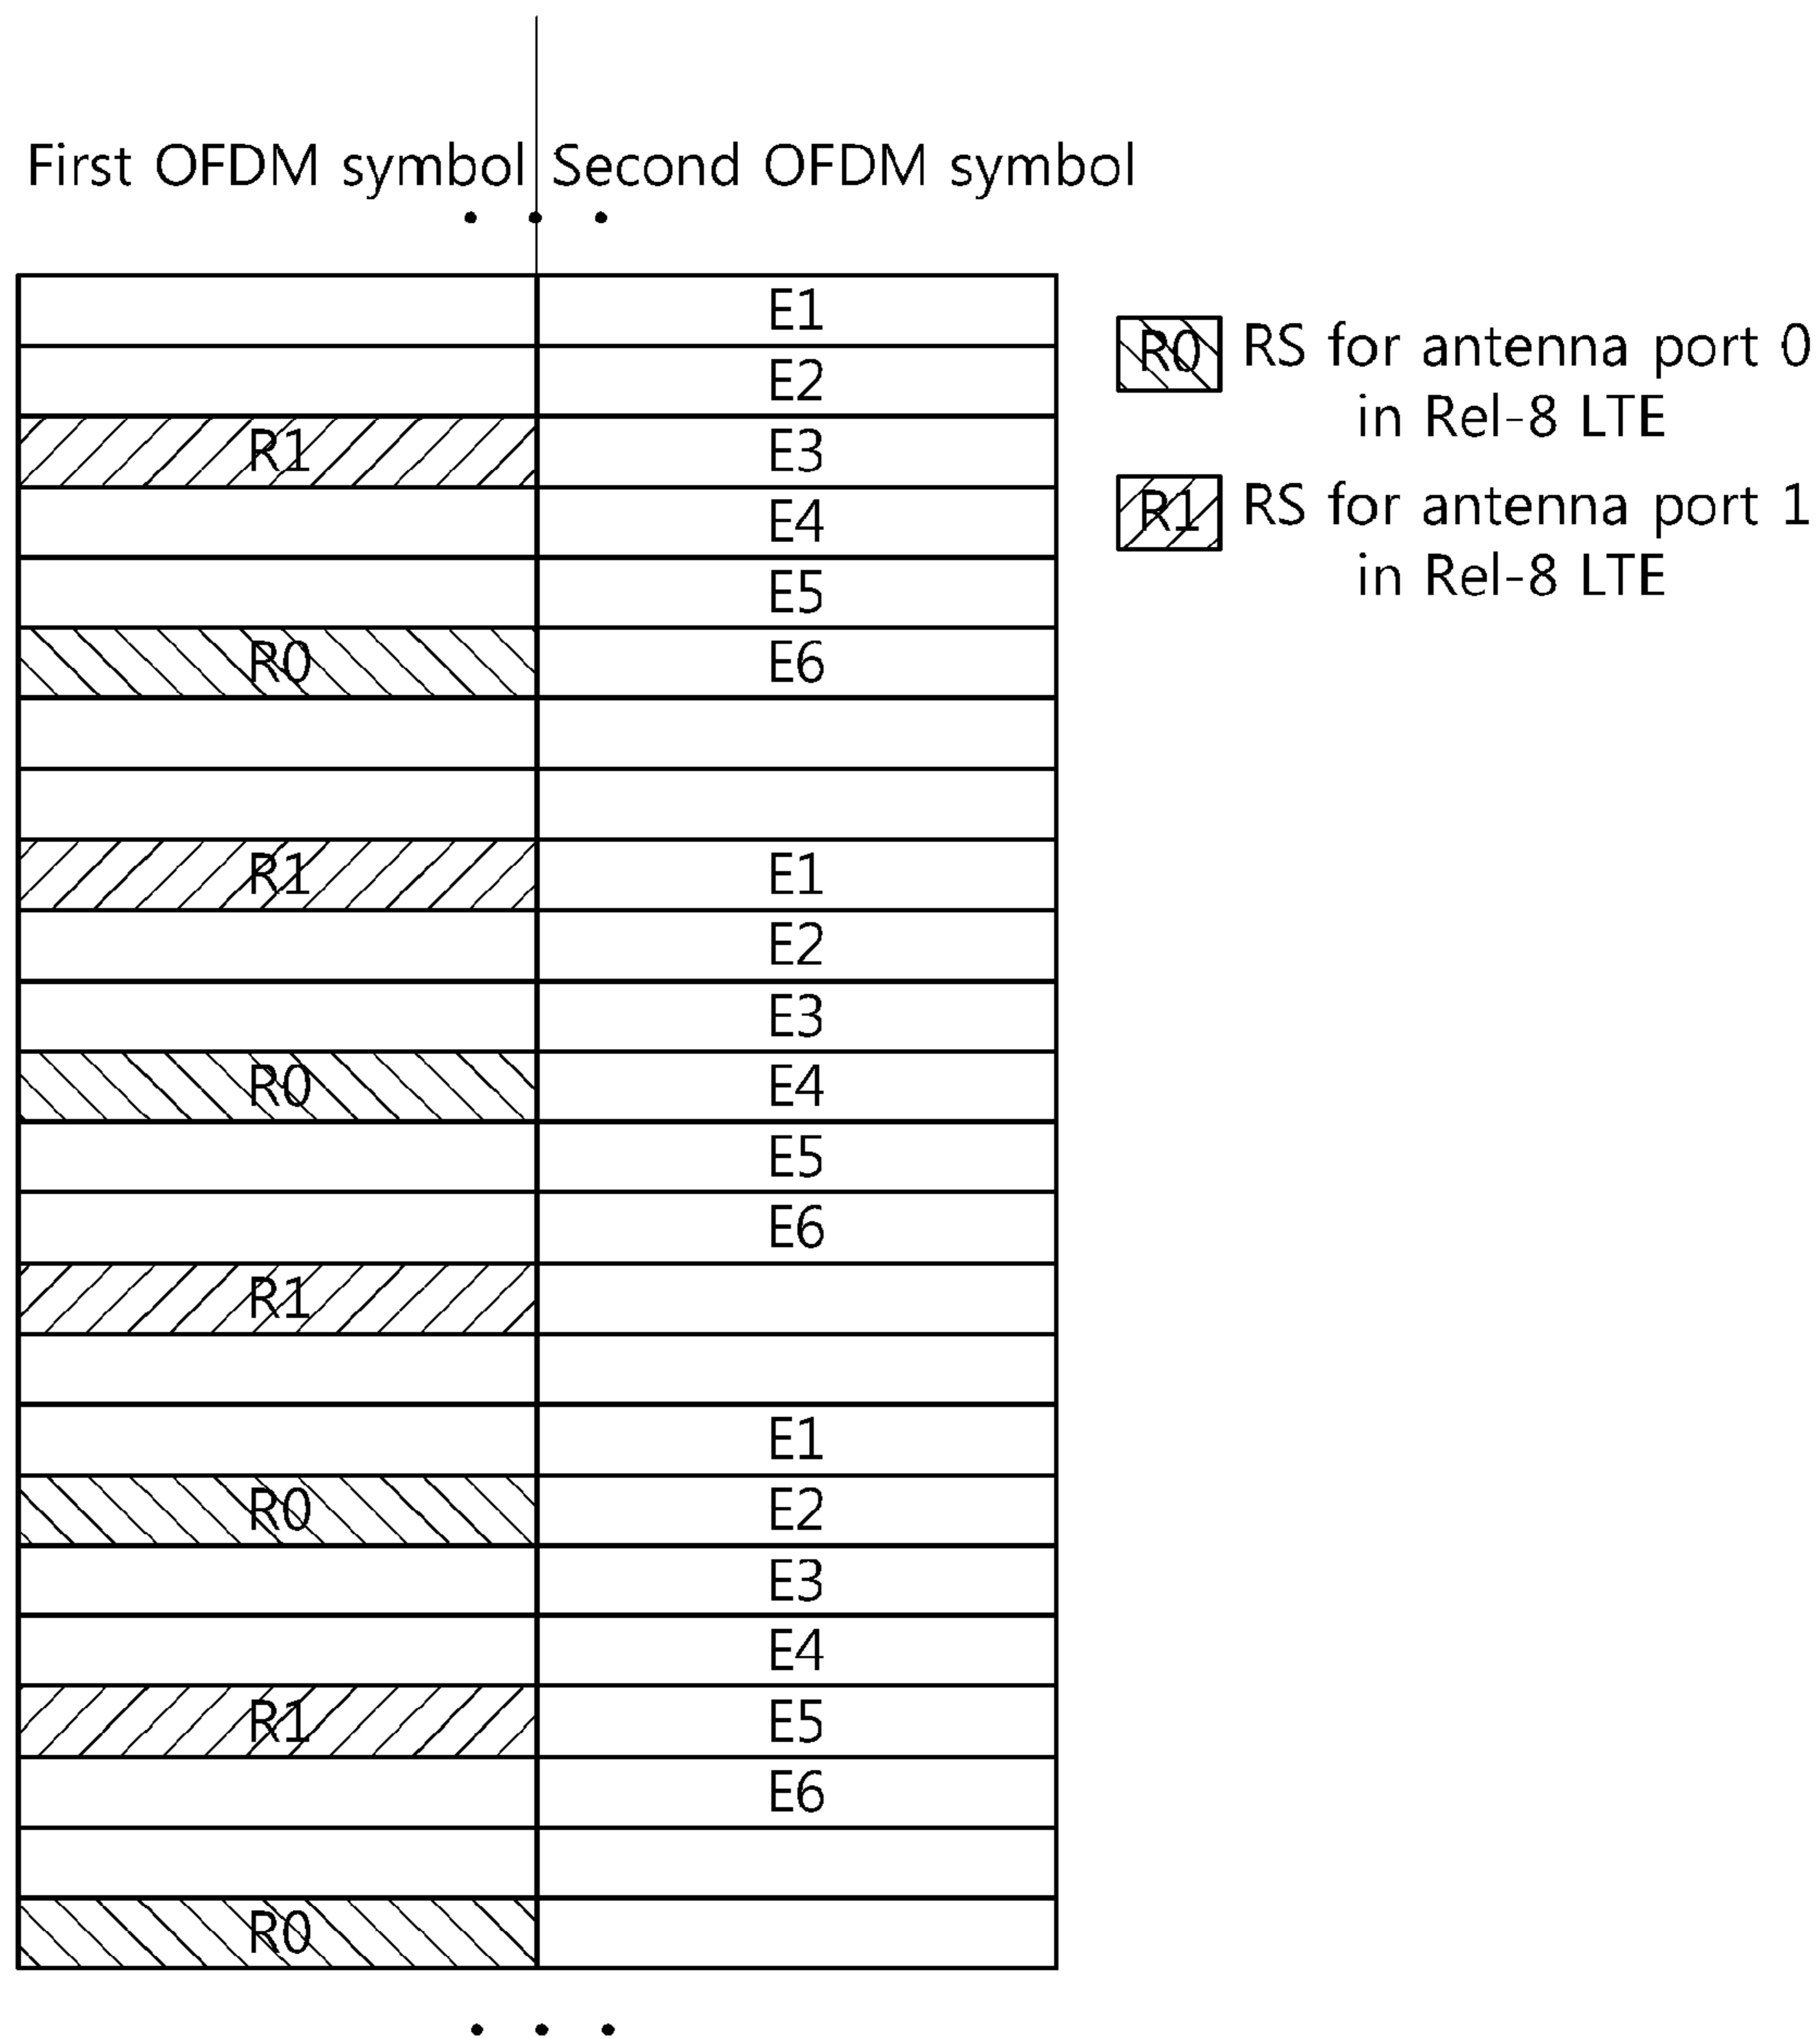 First OFDM symbol Second OFDM symbol
. . .
E1
E2
R1 E3
E4
E5
R0 E6
R1 E1
E2
E3
R0 E4
E5
E6
R1
E1
R0 E2
E3
E4
R1 E5
E6
R0
. . .
R0 RS for antenna port 0
in Rel-8 LTE
R1 RS for antenna port 1
in Rel-8 LTE